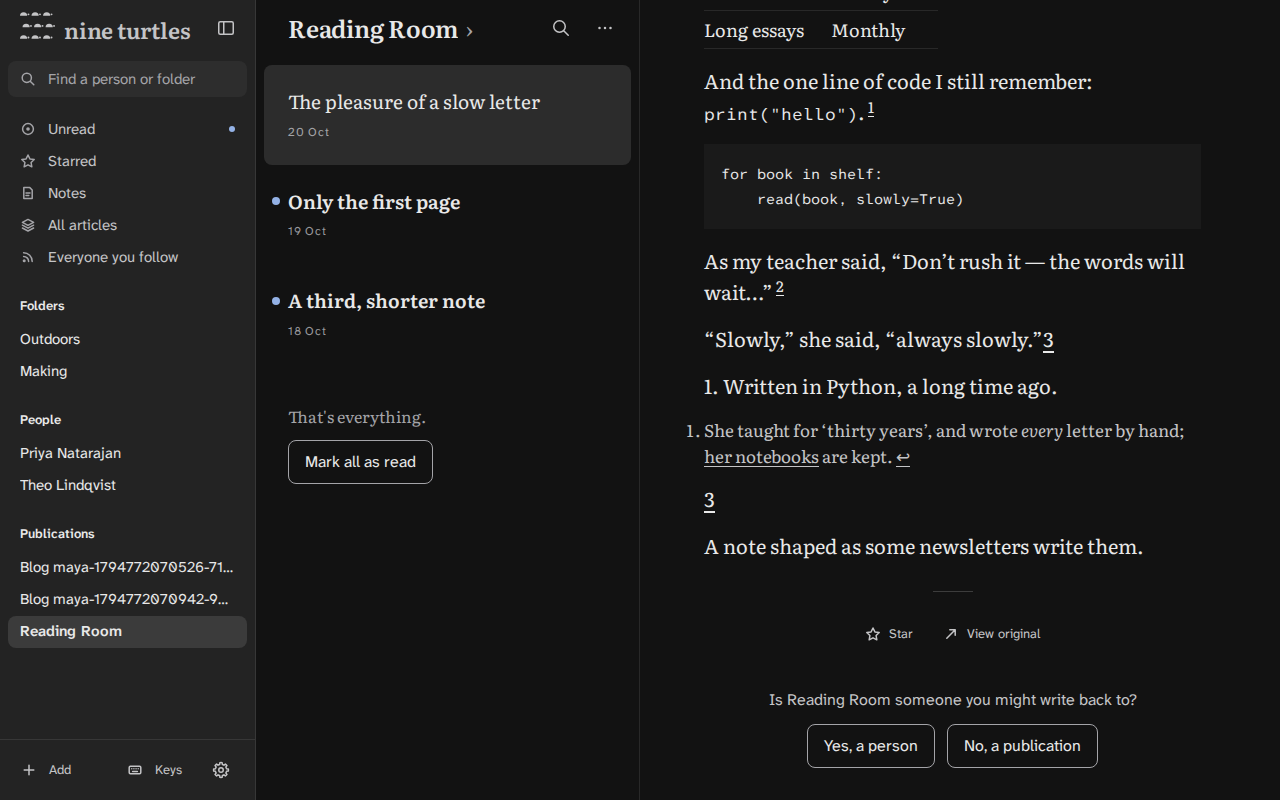 nine turtles
Find a person or folder
Unread
Starred
Notes
All articles
Everyone you follow
Folders
Outdoors
Making
People
Priya Natarajan
Theo Lindqvist
Publications
Blog maya-1794772070526-71...
Blog maya-1794772070942-9...
Reading Room
Add
Keys
Reading Room ›
The pleasure of a slow letter
20 Oct
Only the first page
19 Oct
A third, shorter note
18 Oct
That's everything.
Mark all as read
Long essays Monthly
And the one line of code I still remember:
print("hello").1
for book in shelf:
    read(book, slowly=True)
As my teacher said, “Don’t rush it — the words will
wait…” 2
“Slowly,” she said, “always slowly.”3
1. Written in Python, a long time ago.
1. She taught for ‘thirty years’, and wrote every letter by hand;
her notebooks are kept. ↩
3
A note shaped as some newsletters write them.
Star
View original
Is Reading Room someone you might write back to?
Yes, a person
No, a publication